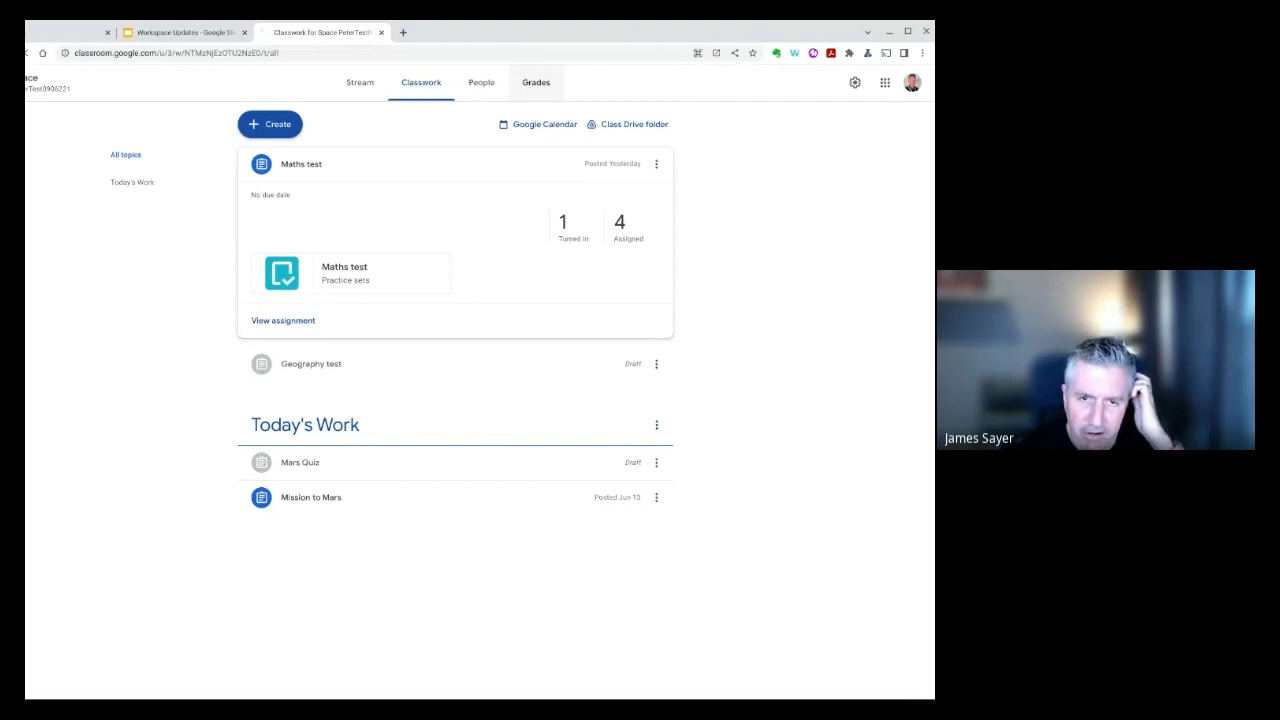 Workspace Updates - Google Sl
Classwork for Space PeterTest0
classroom.google.com/u/3/w/NTMzNjEzOTU2NzE0/t/all
ce
rTest0906221
Stream
Classwork
People
Grades
Create
Google Calendar
Class Drive folder
All topics
Today's Work
Maths test
Posted Yesterday
No due date
1
4
Turned in
Assigned
Maths test
Practice sets
View assignment
Geography test
Draft
Today's Work
Mars Quiz
Draft
Mission to Mars
Posted Jun 13
James Sayer